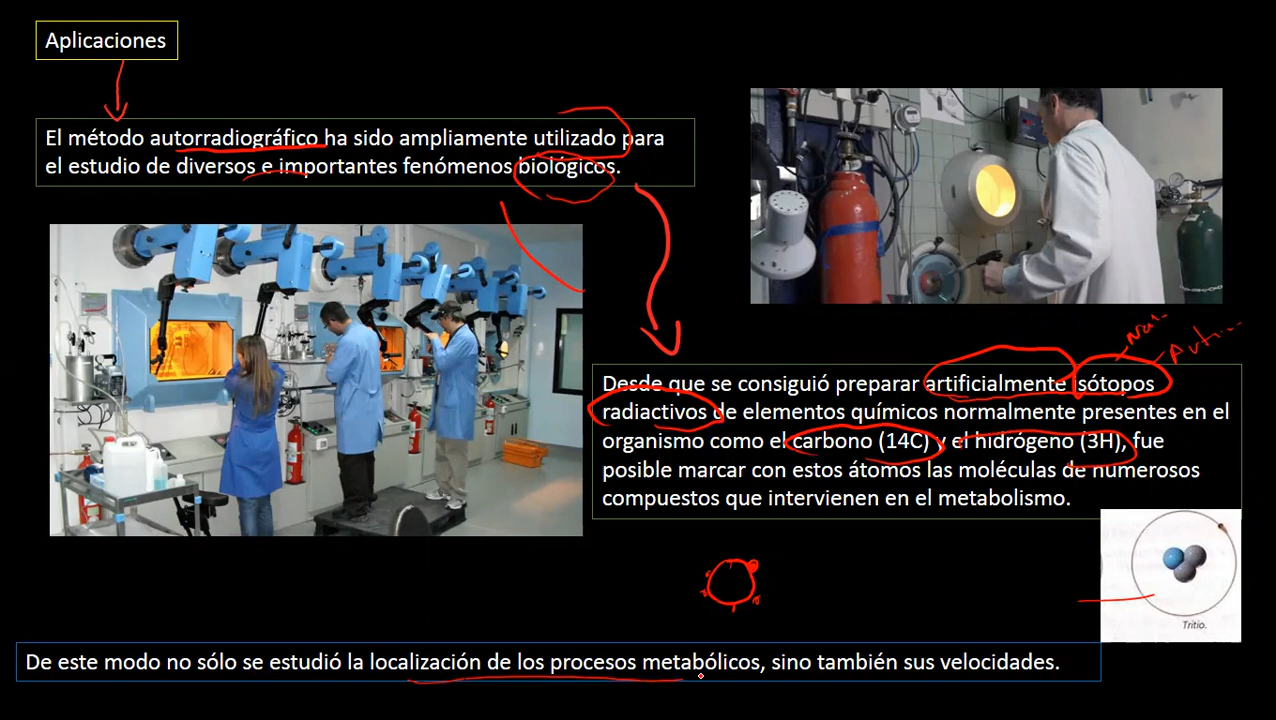 Aplicaciones
El método autorradiográfico ha sido ampliamente utilizado para
el estudio de diversos e importantes fenómenos biológicos.
Desde que se consiguió preparar artificialmente isótopos
radiactivos de elementos químicos normalmente presentes en el
organismo como el carbono (14C) y el hidrógeno (3H), fue
posible marcar con estos átomos las moléculas de numerosos
compuestos que intervienen en el metabolismo.
Tritio.
De este modo no sólo se estudió la localización de los procesos metabólicos, sino también sus velocidades.